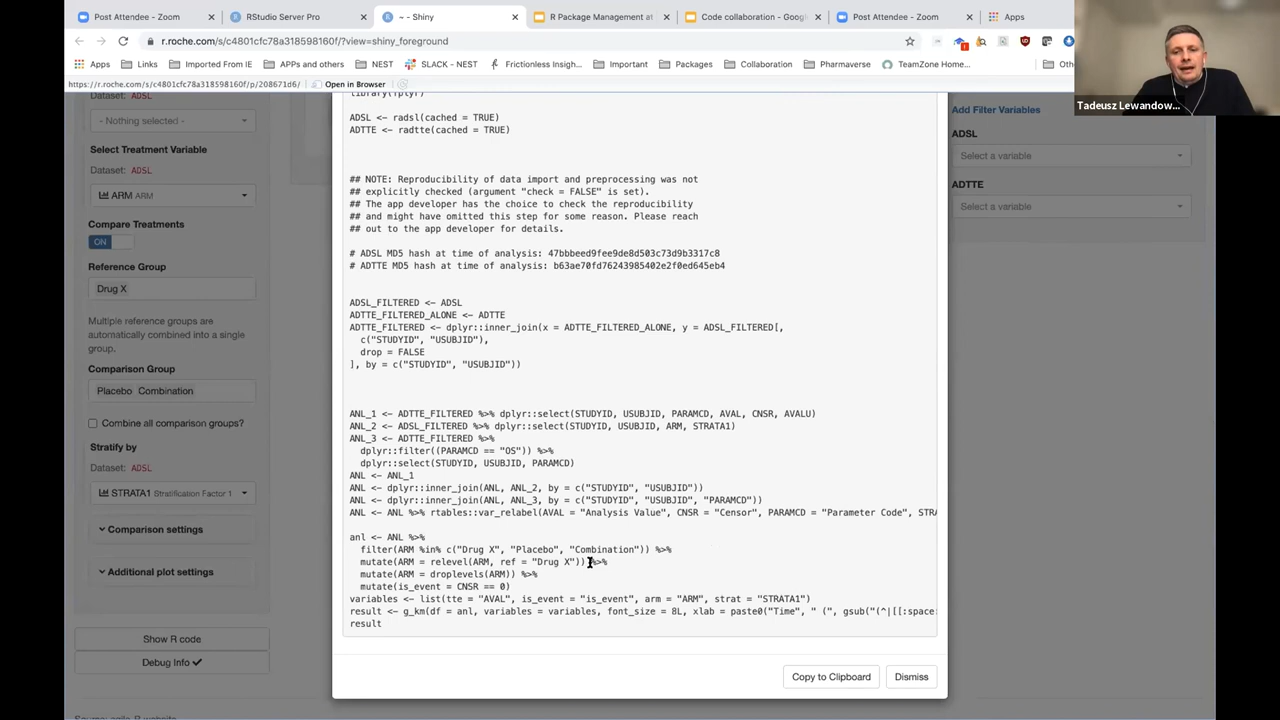 Post Attendee - Zoom
RStudio Server Pro
~ - Shiny
R Package Management at
Code collaboration - Goog
Post Attendee - Zoom
Apps
r.roche.com/s/c4801cfc78a318598160f/?view=shiny_foreground
Apps
Links
Imported From IE
APPs and others
NEST
SLACK - NEST
Frictionless Insigh...
Important
Packages
Collaboration
Pharmaverse
TeamZone Home...
Tadeusz Lewandow...
https://r.roche.com/s/c4801cfc78a318598160f/p/208671d6/
Open in Browser
Dataset: ADSL
- Nothing selected -
Select Treatment Variable
Dataset: ADSL
ARM ARM
Compare Treatments
ON
Reference Group
Drug X
Multiple reference groups are
automatically combined into a single
group.
Comparison Group
Placebo Combination
Combine all comparison groups?
Stratify by
Dataset: ADSL
STRATA1 Stratification Factor 1
Comparison settings
Additional plot settings
Show R code
Debug Info
ADSL <- radsl(cached = TRUE)
ADTTE <- radtte(cached = TRUE)
## NOTE: Reproducibility of data import and preprocessing was not
## explicitly checked (argument "check = FALSE" is set).
## The app developer has the choice to check the reproducibility
## and might have omitted this step for some reason. Please reach
## out to the app developer for details.
# ADSL MD5 hash at time of analysis: 47bbbeed9fee9de8d503c73d9b3317c8
# ADTTE MD5 hash at time of analysis: b63ae70fd76243985402e2f0ed645eb4
ADSL_FILTERED <- ADSL
ADTTE_FILTERED_ALONE <- ADTTE
ADTTE_FILTERED <- dplyr::inner_join(x = ADTTE_FILTERED_ALONE, y = ADSL_FILTERED[,
c("STUDYID", "USUBJID"),
drop = FALSE
], by = c("STUDYID", "USUBJID"))
ANL_1 <- ADTTE_FILTERED %>% dplyr::select(STUDYID, USUBJID, PARAMCD, AVAL, CNSR, AVALU)
ANL_2 <- ADSL_FILTERED %>% dplyr::select(STUDYID, USUBJID, ARM, STRATA1)
ANL_3 <- ADTTE_FILTERED %>%
dplyr::filter((PARAMCD == "OS")) %>%
dplyr::select(STUDYID, USUBJID, PARAMCD)
ANL <- ANL_1
ANL <- dplyr::inner_join(ANL, ANL_2, by = c("STUDYID", "USUBJID"))
ANL <- dplyr::inner_join(ANL, ANL_3, by = c("STUDYID", "USUBJID", "PARAMCD"))
ANL <- ANL %>% rtables::var_relabel(AVAL = "Analysis Value", CNSR = "Censor", PARAMCD = "Parameter Code", STRA
anl <- ANL %>%
filter(ARM %in% c("Drug X", "Placebo", "Combination")) %>%
mutate(ARM = relevel(ARM, ref = "Drug X")) %>%
mutate(ARM = droplevels(ARM)) %>%
mutate(is_event = CNSR == 0)
variables <- list(tte = "AVAL", is_event = "is_event", arm = "ARM", strat = "STRATA1")
result <- g_km(df = anl, variables = variables, font_size = 8L, xlab = paste0("Time", " (", gsub("(^|[[:space:
result
Copy to Clipboard
Dismiss
Add Filter Variables
ADSL
Select a variable
ADTTE
Select a variable